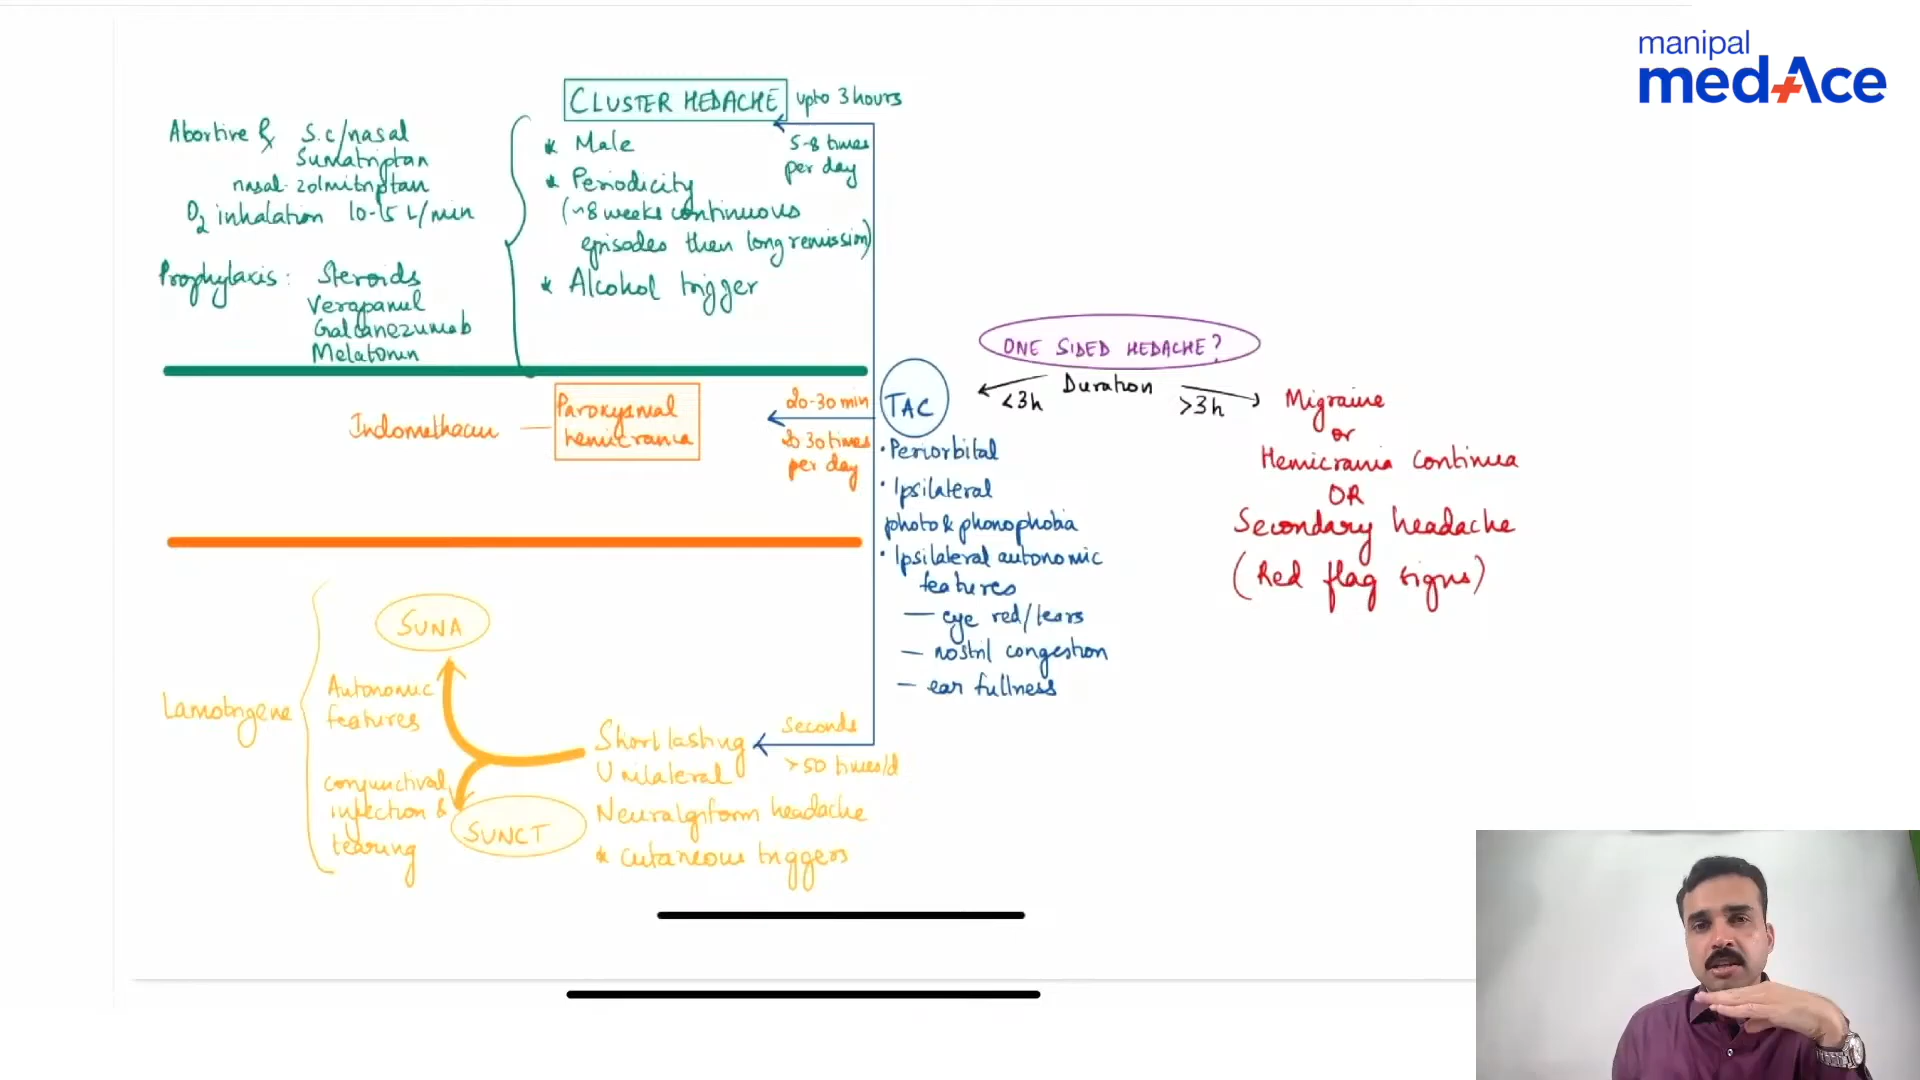 manipal
medAce
CLUSTER HEDACHE upto 3 hours
5-8 times
per day
* Male
* Periodicity
(~8 weeks continuous
episodes then long remission)
* Alcohol trigger
Abortive Rx S.c/nasal
Sumatriptan
nasal zolmitriptan
O2 inhalation 10-15 L/min
Prophylaxis: Steroids
Verapamil
Galcanezumab
Melatonin
ONE SIDED HEDACHE?
Duration
<3h
>3h
Migraine
or
Hemicrania continua
OR
Secondary headache
(Red flag signs)
TAC
• Periorbital
• Ipsilateral
photo & phonophobia
• Ipsilateral autonomic
features
— eye red/tears
— nostril congestion
— ear fullness
20-30 min
30 times
per day
Paroxysmal
hemicrania
Indomethacin
Seconds
>50 times/d
Short lasting
Unilateral
Neuralgiform headache
* cutaneous triggers
SUNA
Autonomic
features
conjunctival
injection &
tearing
SUNCT
Lamotrigene